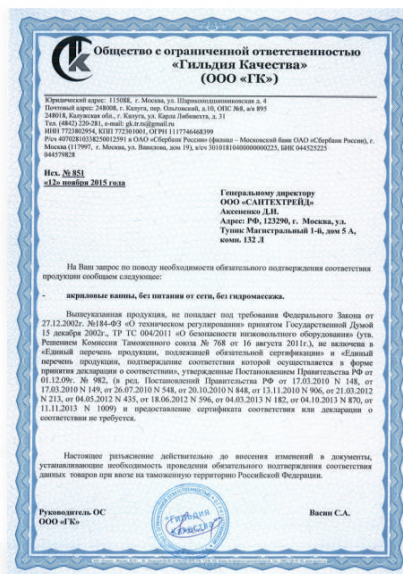 Общество с ограниченной ответственностью
«Гильдия Качества»
(ООО «ГК»)
Юридический адрес: 115088, г. Москва, ул. Шарикоподшипниковская д. 4
Почтовый адрес: 248008, г. Калуга, пер. Ольговский, д.10, ОПС №8, а/я 895
248018, Калужская обл., г. Калуга, ул. Карла Либкнехта, д. 31
Тел. (4842) 220-281, e-mail: gk.tr.ts@gmail.ru
ИНН 7723802954, КПП 772301001, ОГРН 1117746468399
Р/сч 40702810338250012591 в ОАО «Сбербанк России» (филиал – Московский банк ОАО «Сбербанк России), г.
Москва (117997, г. Москва, ул. Вавилова, дом 19), к/сч 30101810400000000225, БИК 044525225
044579828
Исх. № 851
«12» ноября 2015 года
Генеральному директору
ООО «САНТЕХТРЕЙД»
Аксененко Д.И.
Адрес: РФ, 123290, г. Москва, ул.
Тупик Магистральный 1-й, дом 5 А,
комн. 132 Л
На Ваш запрос по поводу необходимости обязательного подтверждения соответствия
продукции сообщаем следующее:
- акриловые ванны, без питания от сети, без гидромассажа.
Вышеуказанная продукция, не попадает под требования Федерального Закона от
27.12.2002г. №184-ФЗ «О техническом регулировании» принятом Государственной Думой
15 декабря 2002г., ТР ТС 004/2011 «О безопасности низковольтного оборудования» (утв.
Решением Комиссии Таможенного союза № 768 от 16 августа 2011г.), не включена в
«Единый перечень продукции, подлежащей обязательной сертификации» и «Единый
перечень продукции, подтверждение соответствия которой осуществляется в форме
принятия декларации о соответствии», утвержденные Постановлением Правительства РФ от
01.12.09г. № 982, (в ред. Постановлений Правительства РФ от 17.03.2010 N 148, от
17.03.2010 N 149, от 26.07.2010 N 548, от 20.10.2010 N 848, от 13.11.2010 N 906, от 21.03.2012
N 213, от 04.05.2012 N 435, от 18.06.2012 N 596, от 04.03.2013 N 182, от 04.10.2013 N 870, от
11.11.2013 N 1009) и предоставление сертификата соответствия или декларации о
соответствии не требуется.
Настоящее разъяснение действительно до внесения изменений в документы,
устанавливающие необходимость проведения обязательного подтверждения соответствия
данных товаров при ввозе на таможенную территорию Российской Федерации.
Руководитель ОС
ООО «ГК»
"ГИЛЬДИЯ
КАЧЕСТВА"
Васин С.А.